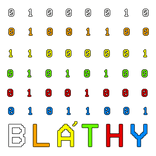 0 1 0 0 0 0 1 0
0 1 0 0 1 1 0 0
1 1 0 0 0 0 0 1
0 1 0 1 0 1 0 0
0 1 0 0 1 0 0 0
0 1 0 1 1 0 0 1
BLÁTHY